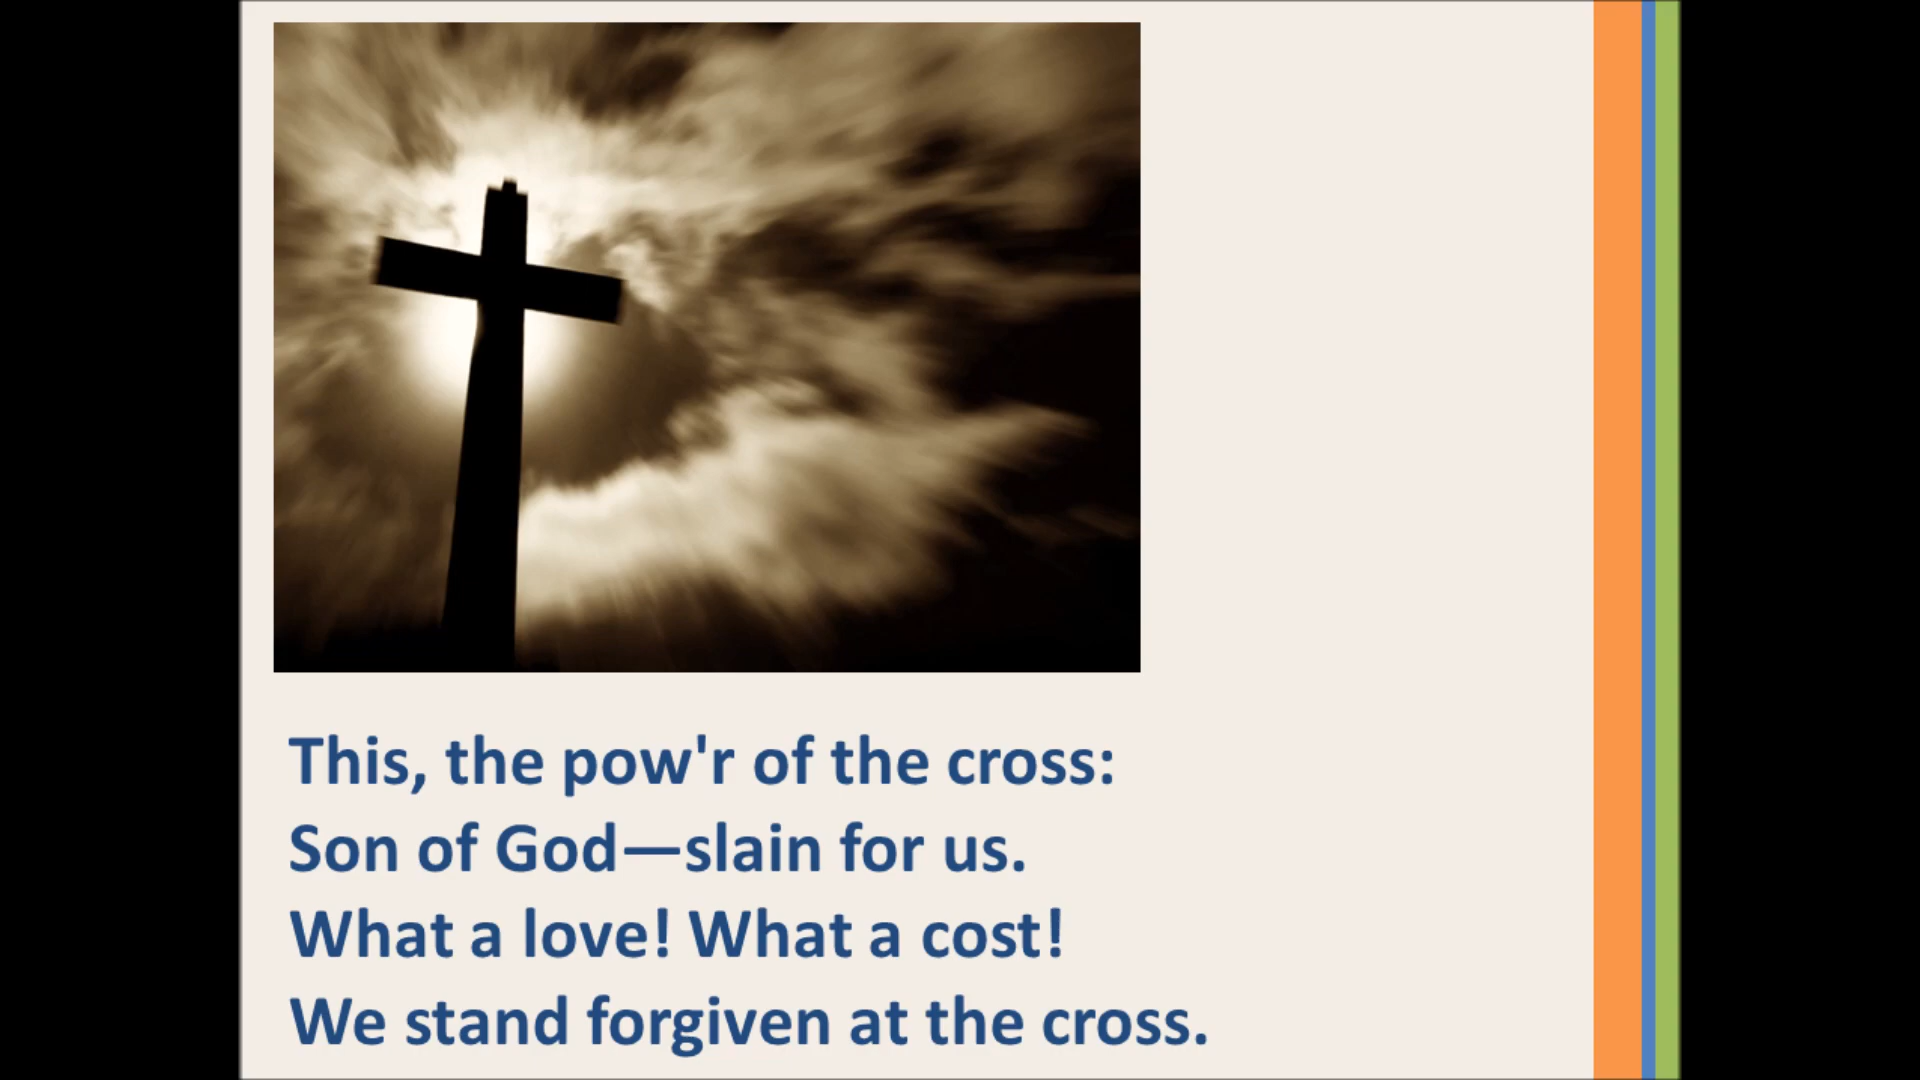 This, the pow'r of the cross:
Son of God—slain for us.
What a love! What a cost!
We stand forgiven at the cross.